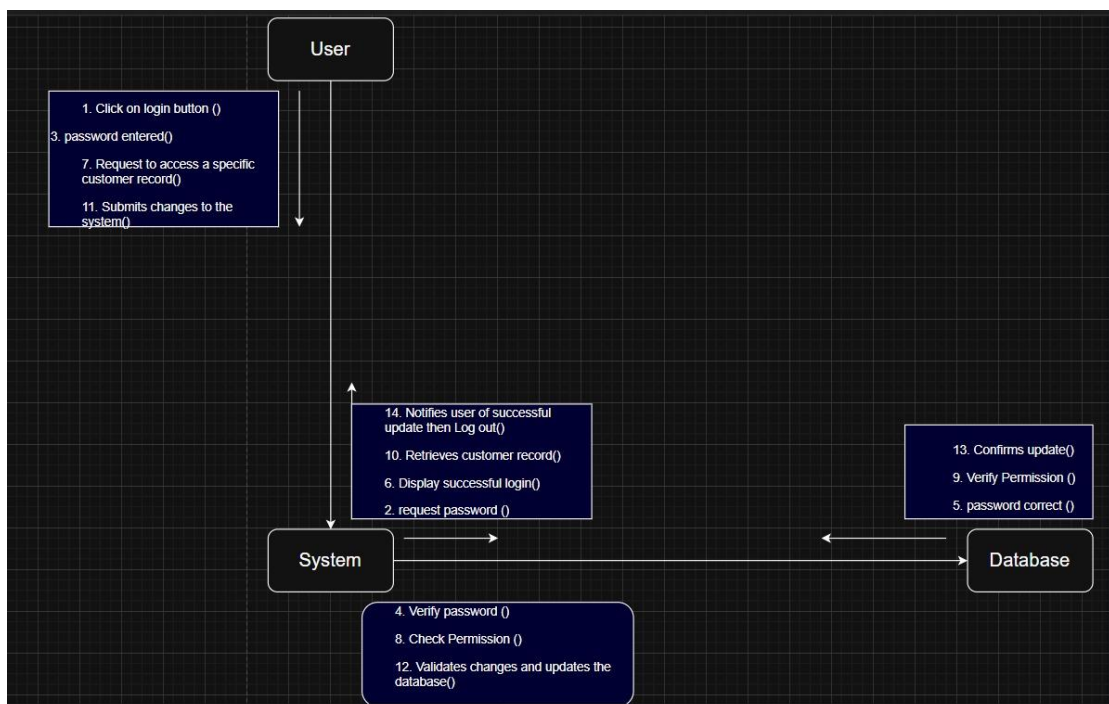 User
1. Click on login button ()
3. password entered()
7. Request to access a specific
customer record()
11. Submits changes to the
system()
14. Notifies user of successful
update then Log out()
10. Retrieves customer record()
6. Display successful login()
2. request password ()
13. Confirms update()
9. Verify Permission ()
5. password correct ()
System
Database
4. Verify password ()
8. Check Permission ()
12. Validates changes and updates the
database()